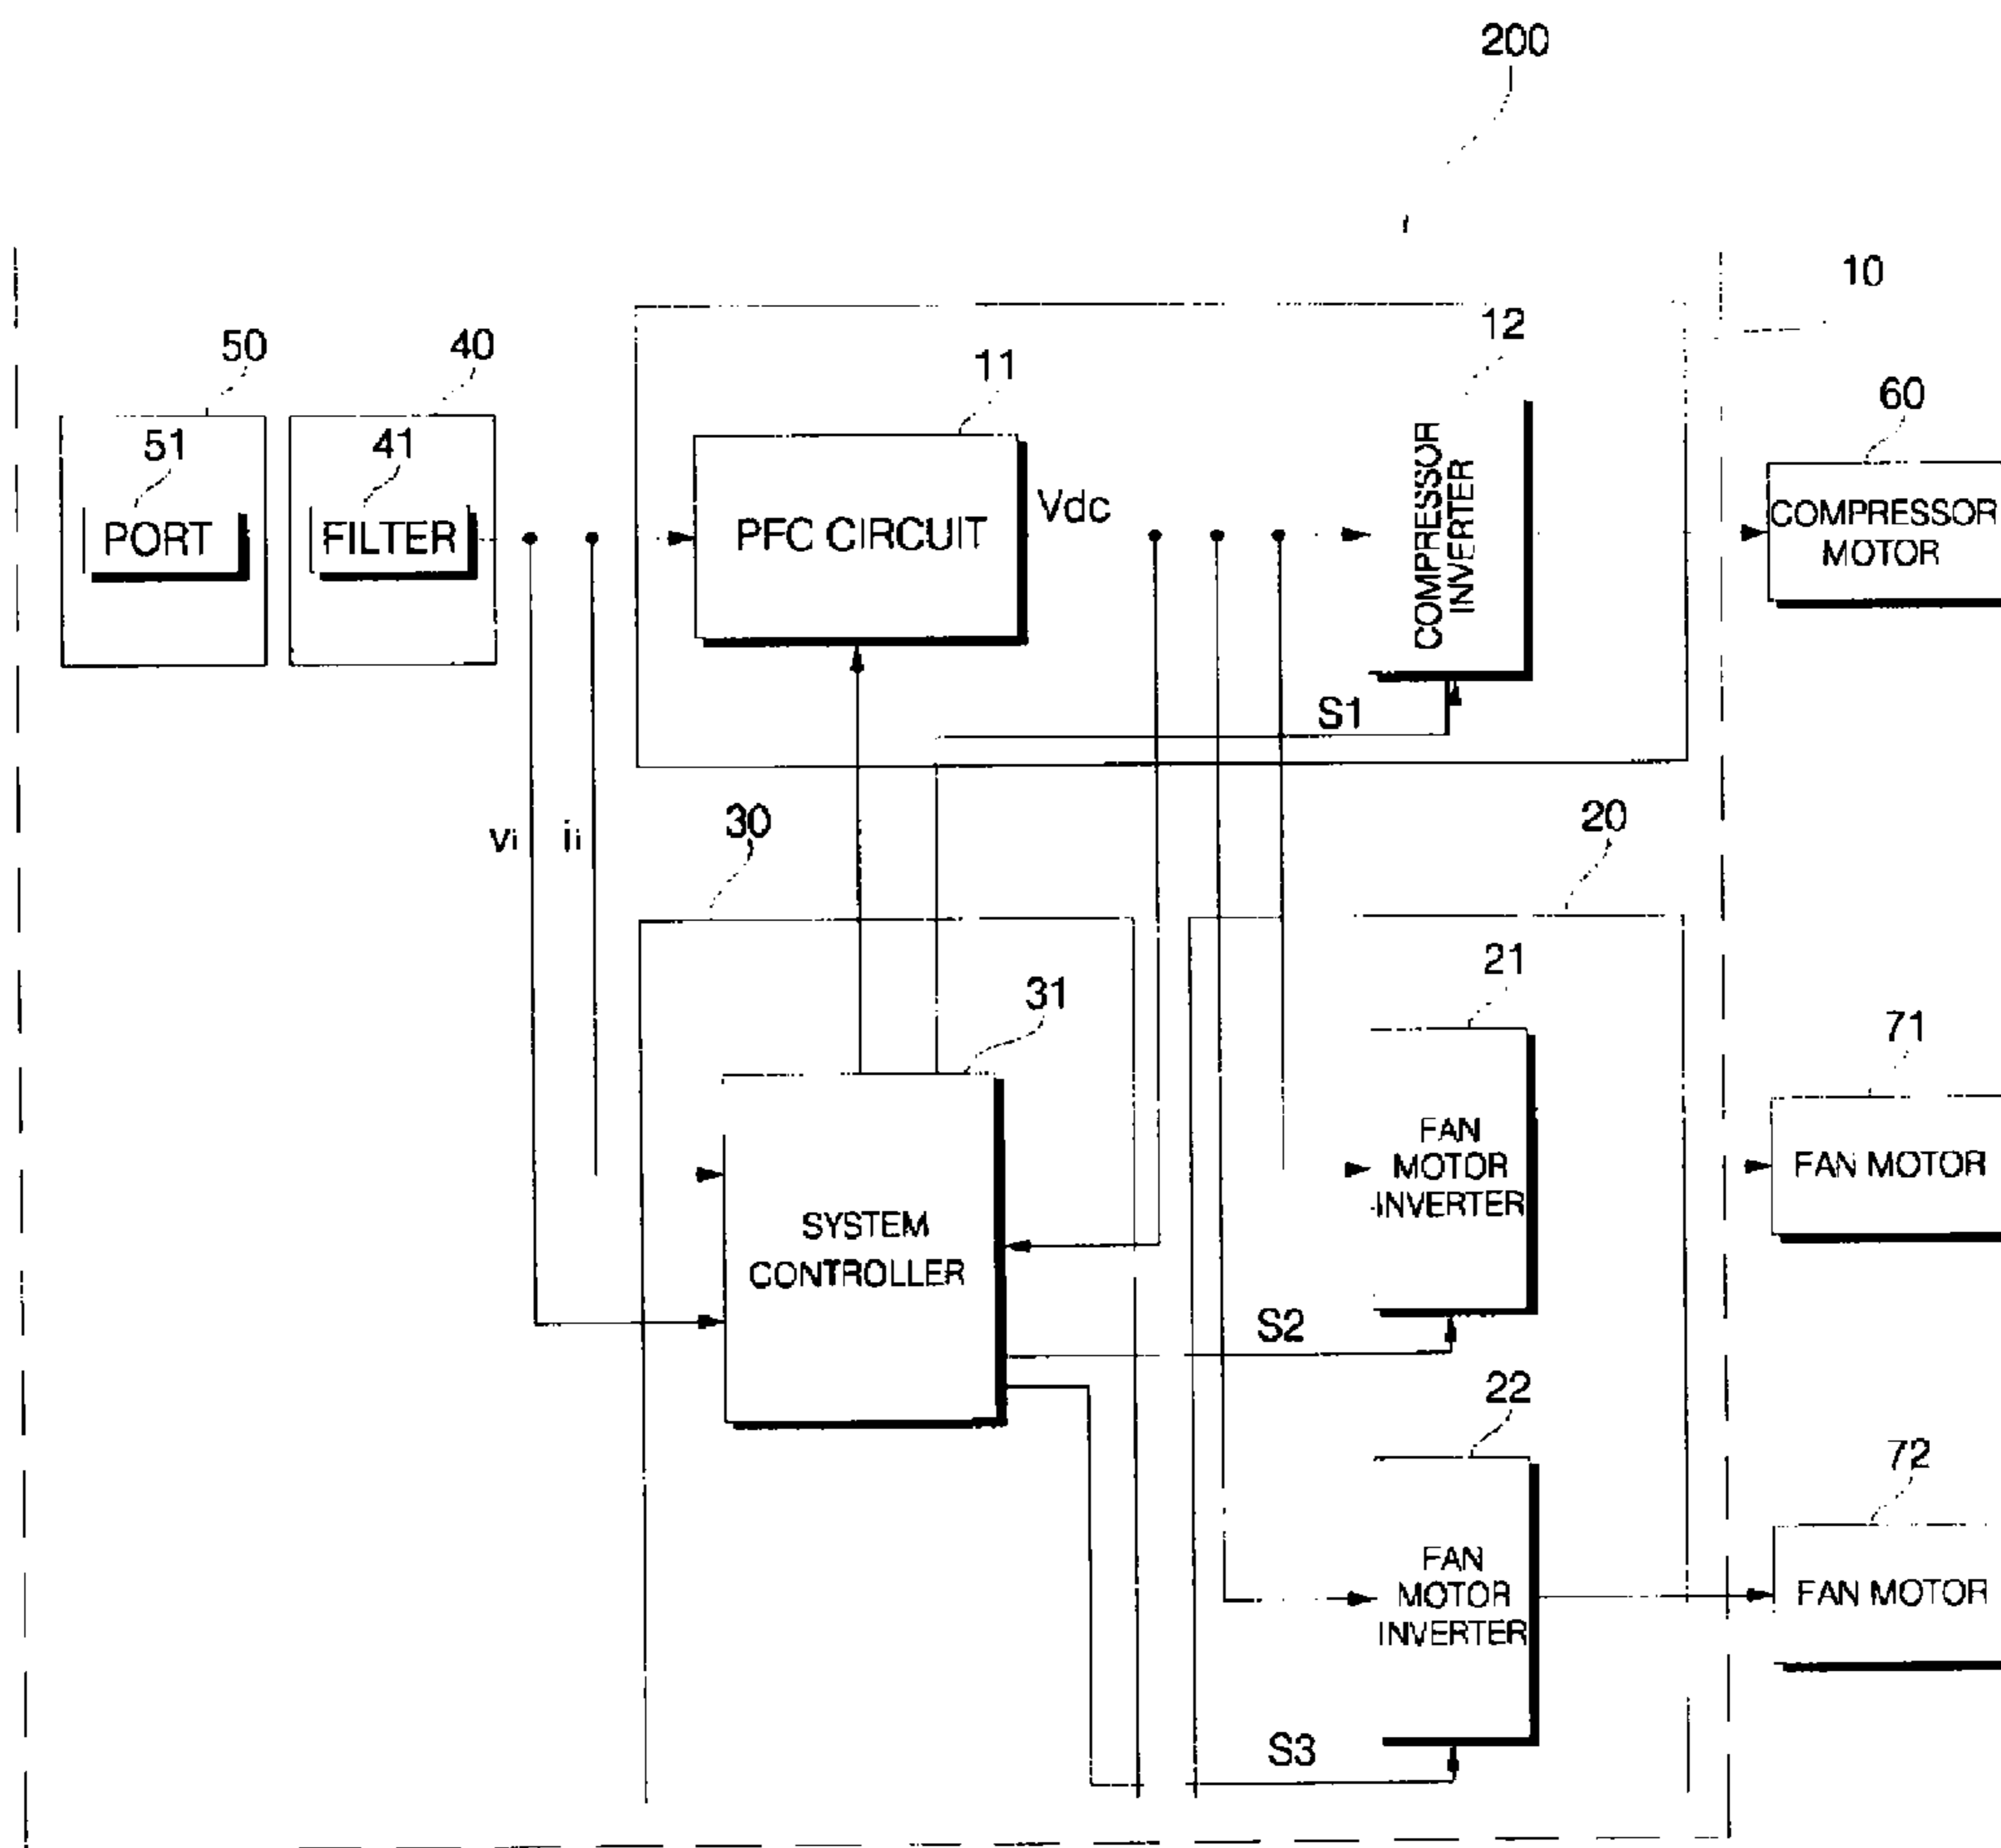 200
10
12
50
40
11
60
51
41
PORT
FILTER
PFC CIRCUIT
Vdc
COMPRESSOR
INVERTER
COMPRESSOR
MOTOR
S1
30
20
vi
ii
21
31
71
FAN
MOTOR
INVERTER
FAN MOTOR
SYSTEM
CONTROLLER
S2
22
72
FAN
MOTOR
INVERTER
FAN MOTOR
S3